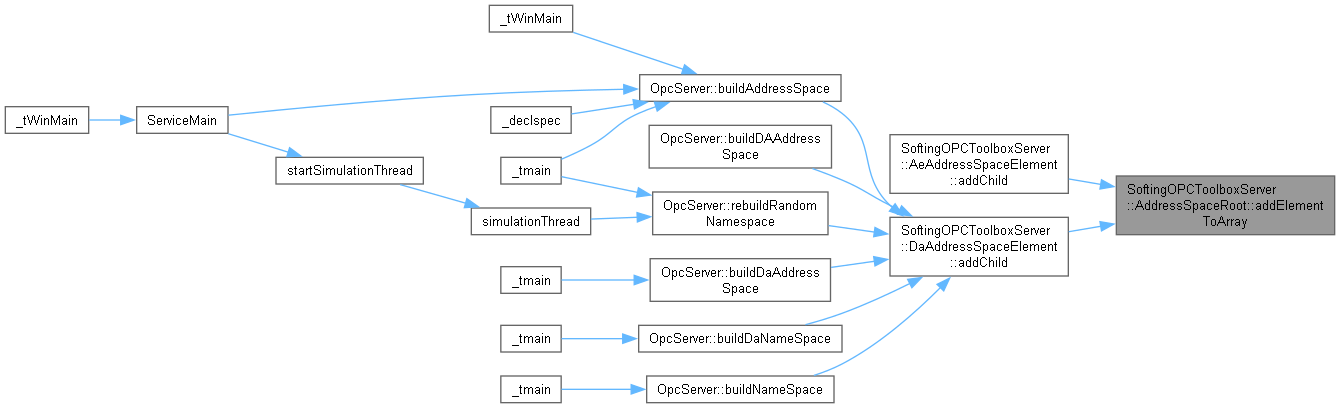 _tWinMain
OpcServer::buildAddressSpace
_tWinMain
ServiceMain
_declspec
OpcServer::buildDAAddress
Space
SoftingOPCToolboxServer
::AeAddressSpaceElement
::addChild
startSimulationThread
_tmain
SoftingOPCToolboxServer
::AddressSpaceRoot::addElement
ToArray
simulationThread
OpcServer::rebuildRandom
Namespace
SoftingOPCToolboxServer
::DaAddressSpaceElement
::addChild
_tmain
OpcServer::buildDaAddress
Space
_tmain
OpcServer::buildDaNameSpace
_tmain
OpcServer::buildNameSpace